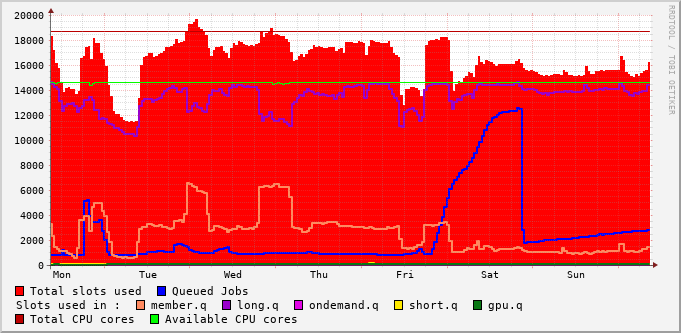 RRDTOOL / TOBI OETIKER
20000
18000
16000
14000
12000
10000
8000
6000
4000
2000
0
Mon Tue Wed Thu Fri Sat Sun
Total slots used Queued Jobs
Slots used in : member.q long.q ondemand.q short.q gpu.q
Total CPU cores Available CPU cores